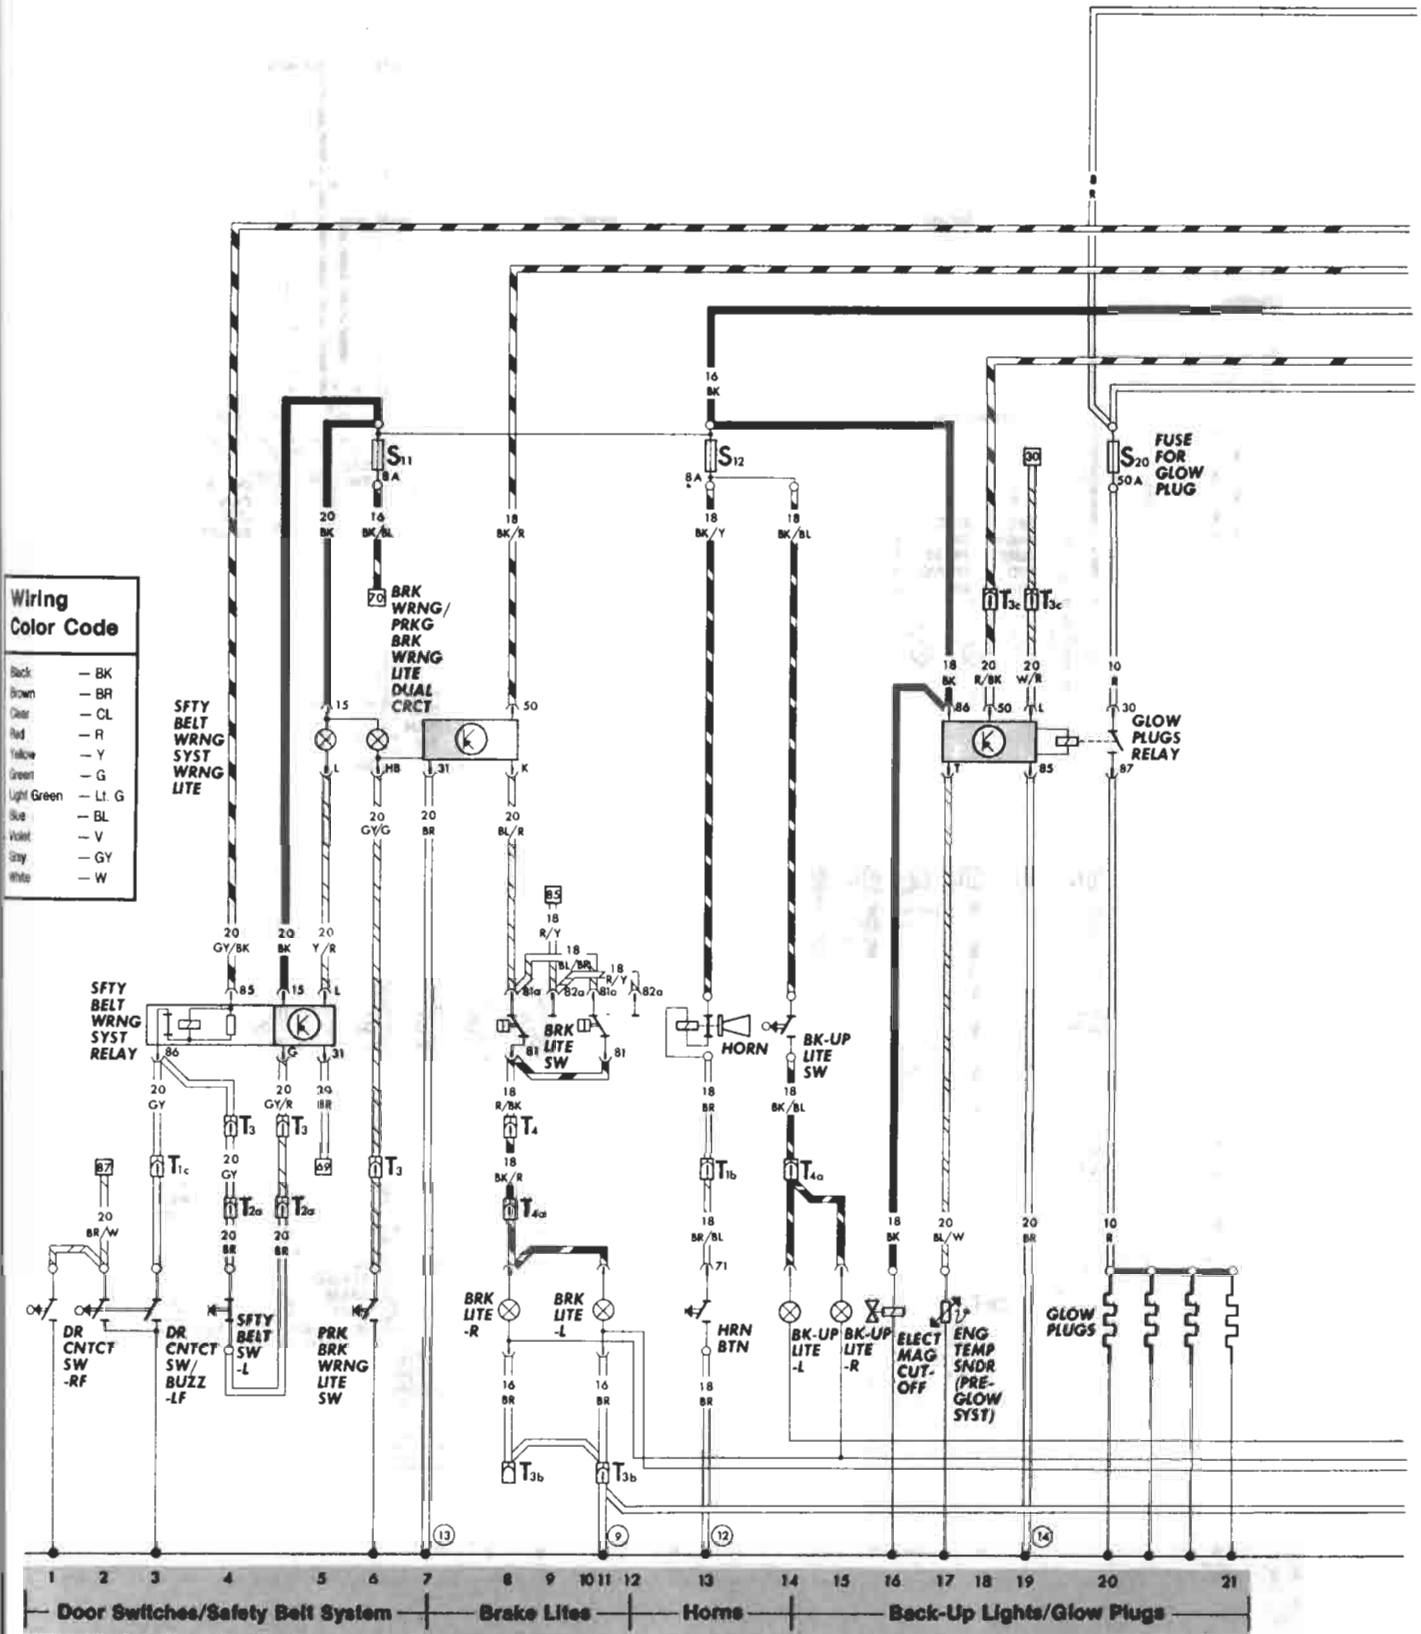 8
R
16
BK
S11
8A
S12
8A
30
S20
50A
FUSE
FOR
GLOW
PLUG
20
BK
16
BK/BL
18
BK/R
18
BK/Y
18
BK/BL
Wiring
Color Code
Black — BK
Brown — BR
Clear — CL
Red — R
Yellow — Y
Green — G
Light Green — Lt. G
Blue — BL
Violet — V
Gray — GY
White — W
70
BRK
WRNG/
PRKG
BRK
WRNG
LITE
DUAL
CRCT
T3c
T3c
18
BK
20
R/BK
20
W/R
10
R
SFTY
BELT
WRNG
SYST
WRNG
LITE
15
50
86
50
L
30
GLOW
PLUGS
RELAY
L
HB
31
K
T
85
87
20
GY/G
20
BR
20
BL/R
85
18
R/Y
18
BL/BR
18
R/Y
20
GY/BK
20
BK
20
Y/R
81a
82a
81a
82a
SFTY
BELT
WRNG
SYST
RELAY
85
15
L
86
G
31
BRK
LITE
SW
81
81
HORN
BK-UP
LITE
SW
20
GY
20
GY/R
20
BR
18
R/BK
18
BR
18
BK/BL
T3
T3
T4
87
T1c
20
GY
69
T3
18
BK/R
T1b
T4a
T2a
T2a
T4a
20
BR/W
20
BR
20
BR
18
BR/BL
18
BK
20
BL/W
20
BR
10
R
71
DR
CNTCT
SW
-RF
DR
CNTCT
SW/
BUZZ
-LF
SFTY
BELT
SW
-L
PRK
BRK
WRNG
LITE
SW
BRK
LITE
-R
BRK
LITE
-L
HRN
BTN
BK-UP
LITE
-L
BK-UP
LITE
-R
ELECT
MAG
CUT-
OFF
ENG
TEMP
SNDR
(PRE-
GLOW
SYST)
GLOW
PLUGS
16
BR
16
BR
18
BR
T3b
T3b
13
9
12
14
1 2 3 4 5 6 7 8 9 10 11 12 13 14 15 16 17 18 19 20 21
Door Switches/Safety Belt System
Brake Lites
Horns
Back-Up Lights/Glow Plugs